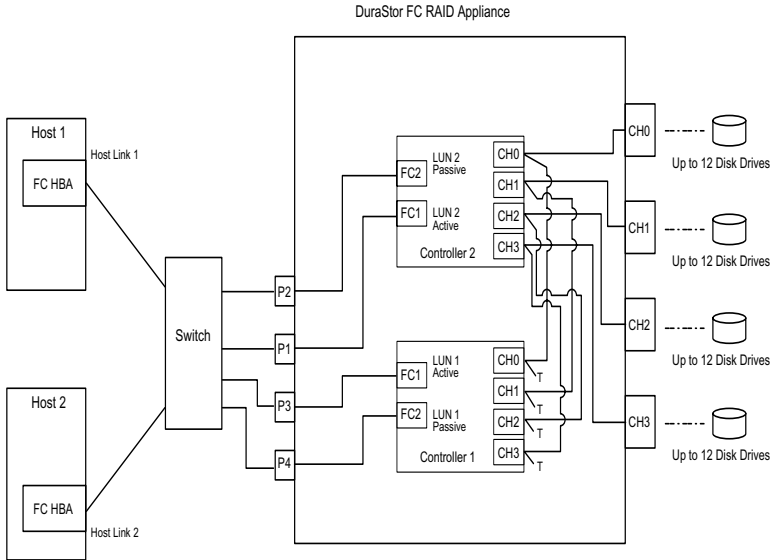 DuraStor FC RAID Appliance
Host 1
Host Link 1
FC HBA
Switch
Host 2
FC HBA
Host Link 2
P2
P1
P3
P4
FC2
LUN 2
Passive
FC1
LUN 2
Active
Controller 2
CH0
CH1
CH2
CH3
FC1
LUN 1
Active
FC2
LUN 1
Passive
Controller 1
CH0
T
CH1
T
CH2
T
CH3
T
CH0
Up to 12 Disk Drives
CH1
Up to 12 Disk Drives
CH2
Up to 12 Disk Drives
CH3
Up to 12 Disk Drives